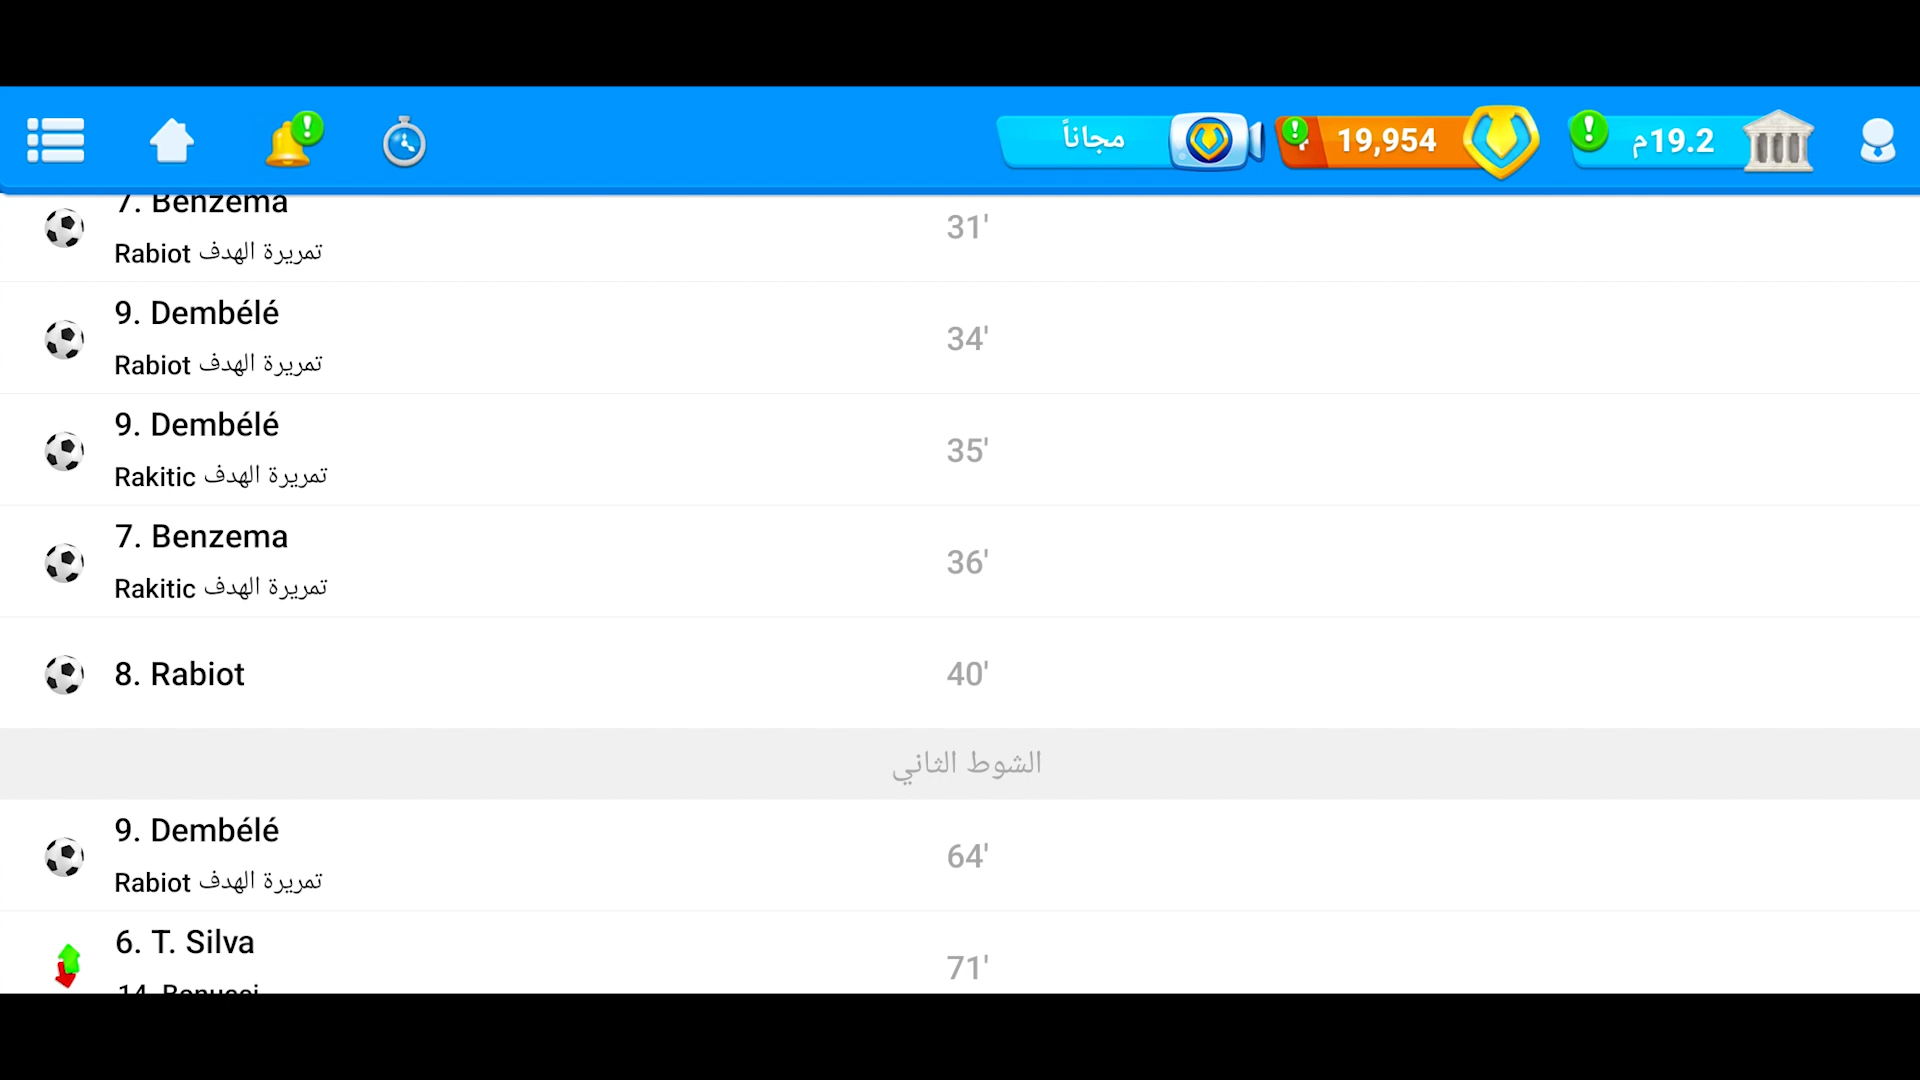 مجاناً
19,954
19.2م
7. Benzema
31'
Rabiot تمريرة الهدف
9. Dembélé
34'
Rabiot تمريرة الهدف
9. Dembélé
35'
Rakitic تمريرة الهدف
7. Benzema
36'
Rakitic تمريرة الهدف
8. Rabiot
40'
الشوط الثاني
9. Dembélé
64'
Rabiot تمريرة الهدف
6. T. Silva
71'
14. Bonucci